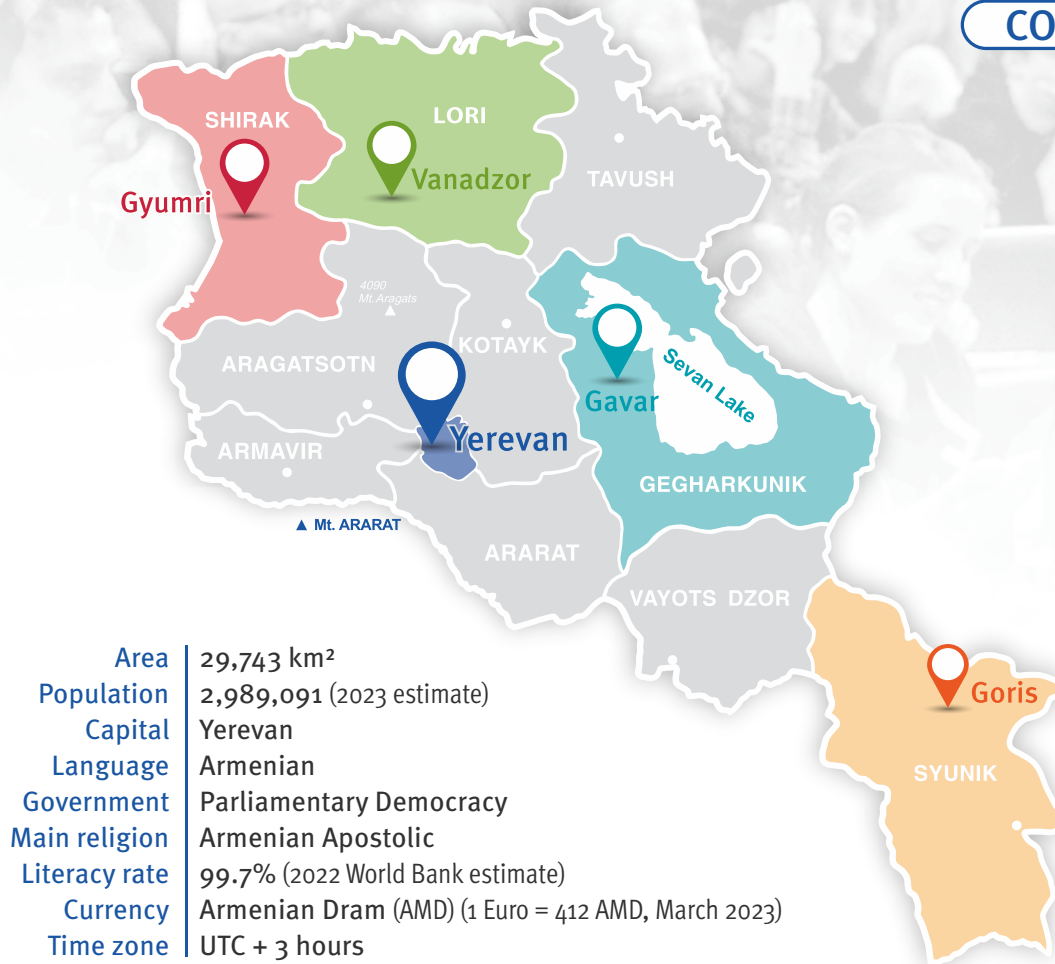 CO
SHIRAK
LORI
Vanadzor
TAVUSH
Gyumri
4090
Mt. Aragats
KOTAYK
ARAGATSOTN
Sevan Lake
Gavar
Yerevan
ARMAVIR
GEGHARKUNIK
Mt. ARARAT
ARARAT
VAYOTS DZOR
Goris
SYUNIK
Area 29,743 km²
Population 2,989,091 (2023 estimate)
Capital Yerevan
Language Armenian
Government Parliamentary Democracy
Main religion Armenian Apostolic
Literacy rate 99.7% (2022 World Bank estimate)
Currency Armenian Dram (AMD) (1 Euro = 412 AMD, March 2023)
Time zone UTC + 3 hours